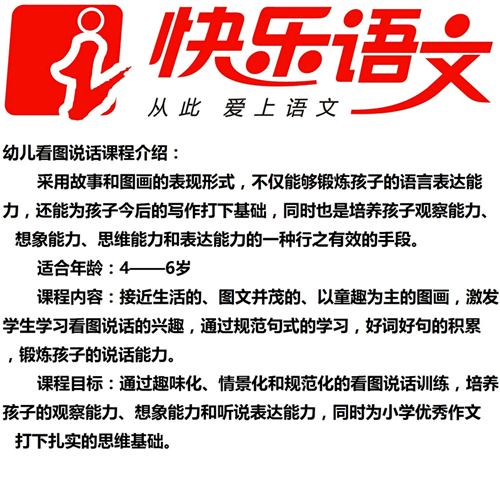 快乐语文
从此 爱上语文
幼儿看图说话课程介绍：
采用故事和图画的表现形式，不仅能够锻炼孩子的语言表达能
力，还能为孩子今后的写作打下基础，同时也是培养孩子观察能力、
想象能力、思维能力和表达能力的一种行之有效的手段。
适合年龄：4——6岁
课程内容：接近生活的、图文并茂的、以童趣为主的图画，激发
学生学习看图说话的兴趣，通过规范句式的学习，好词好句的积累
，锻炼孩子的说话能力。
课程目标：通过趣味化、情景化和规范化的看图说话训练，培养
孩子的观察能力、想象能力和听说表达能力，同时为小学优秀作文
打下扎实的思维基础。